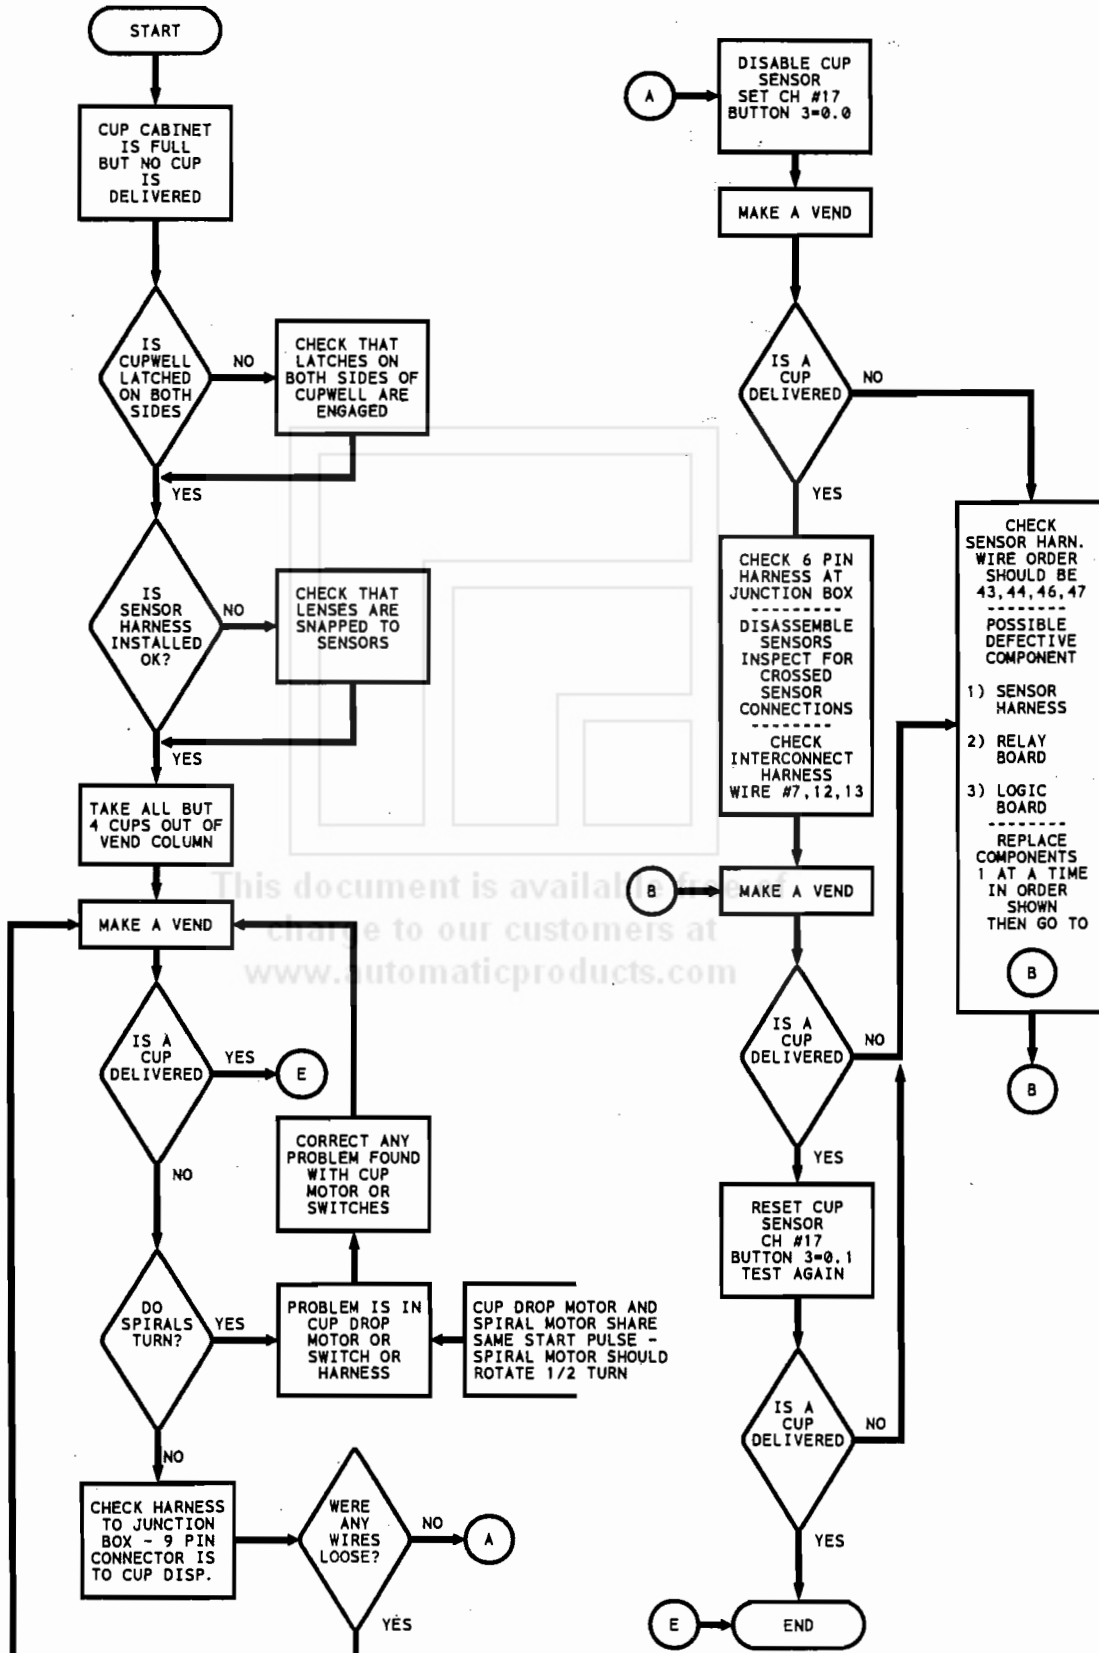 START
CUP CABINET
IS FULL
BUT NO CUP
IS
DELIVERED
IS
CUPWELL
LATCHED
ON BOTH
SIDES
NO
CHECK THAT
LATCHES ON
BOTH SIDES OF
CUPWELL ARE
ENGAGED
YES
IS
SENSOR
HARNESS
INSTALLED
OK?
NO
CHECK THAT
LENSES ARE
SNAPPED TO
SENSORS
YES
TAKE ALL BUT
4 CUPS OUT OF
VEND COLUMN
MAKE A VEND
IS A
CUP
DELIVERED
YES
E
NO
CORRECT ANY
PROBLEM FOUND
WITH CUP
MOTOR OR
SWITCHES
DO
SPIRALS
TURN?
YES
PROBLEM IS IN
CUP DROP
MOTOR OR
SWITCH OR
HARNESS
CUP DROP MOTOR AND
SPIRAL MOTOR SHARE
SAME START PULSE -
SPIRAL MOTOR SHOULD
ROTATE 1/2 TURN
NO
CHECK HARNESS
TO JUNCTION
BOX - 9 PIN
CONNECTOR IS
TO CUP DISP.
WERE
ANY
WIRES
LOOSE?
NO
A
YES
A
DISABLE CUP
SENSOR
SET CH #17
BUTTON 3=0.0
MAKE A VEND
IS A
CUP
DELIVERED
NO
YES
CHECK 6 PIN
HARNESS AT
JUNCTION BOX
---------
DISASSEMBLE
SENSORS
INSPECT FOR
CROSSED
SENSOR
CONNECTIONS
--------
CHECK
INTERCONNECT
HARNESS
WIRE #7,12,13
B
MAKE A VEND
IS A
CUP
DELIVERED
NO
YES
RESET CUP
SENSOR
CH #17
BUTTON 3=0.1
TEST AGAIN
IS A
CUP
DELIVERED
NO
YES
E
END
CHECK
SENSOR HARN.
WIRE ORDER
SHOULD BE
43,44,46,47
--------
POSSIBLE
DEFECTIVE
COMPONENT
1) SENSOR
HARNESS
2) RELAY
BOARD
3) LOGIC
BOARD
--------
REPLACE
COMPONENTS
1 AT A TIME
IN ORDER
SHOWN
THEN GO TO
B
B
This document is available free of
charge to our customers at
www.automaticproducts.com